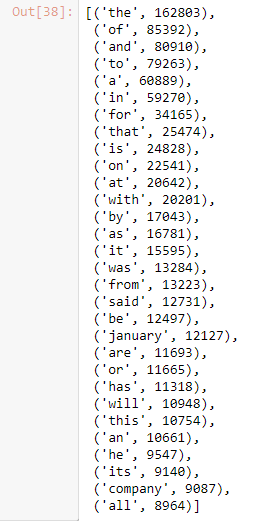 Out[38]: [('the', 162803),
('of', 85392),
('and', 80910),
('to', 79263),
('a', 60889),
('in', 59270),
('for', 34165),
('that', 25474),
('is', 24828),
('on', 22541),
('at', 20642),
('with', 20201),
('by', 17043),
('as', 16781),
('it', 15595),
('was', 13284),
('from', 13223),
('said', 12731),
('be', 12497),
('january', 12127),
('are', 11693),
('or', 11665),
('has', 11318),
('will', 10948),
('this', 10754),
('an', 10661),
('he', 9547),
('its', 9140),
('company', 9087),
('all', 8964)]